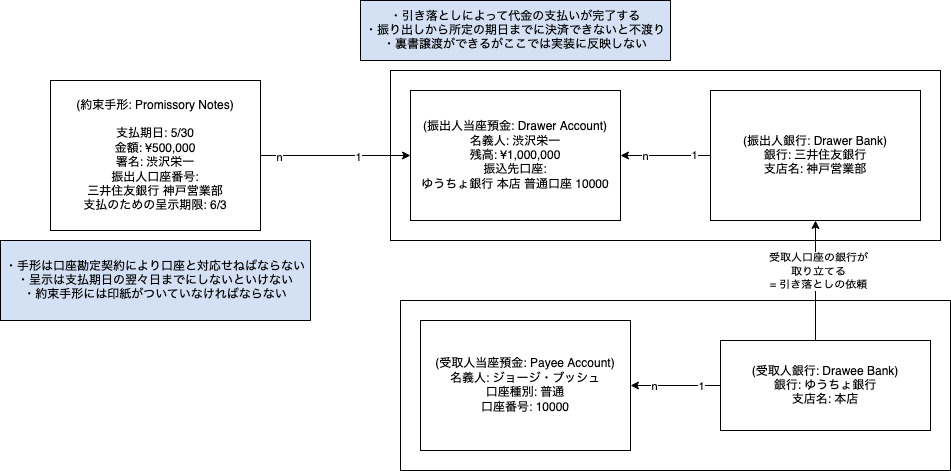 ・引き落としによって代金の支払いが完了する
・振り出しから所定の期日までに決済できないと不渡り
・裏書譲渡ができるがここでは実装に反映しない
(約束手形: Promissory Notes)
支払期日: 5/30
金額: ¥500,000
署名: 渋沢栄一
振出人口座番号:
三井住友銀行 神戸営業部
支払のための呈示期限: 6/3
n
1
(振出人当座預金: Drawer Account)
名義人: 渋沢栄一
残高: ¥1,000,000
振込先口座:
ゆうちょ銀行 本店 普通口座 10000
n
1
(振出人銀行: Drawer Bank)
銀行: 三井住友銀行
支店名: 神戸営業部
・手形は口座勘定契約により口座と対応せねばならない
・呈示は支払期日の翌々日までにしないといけない
・約束手形には印紙がついていなければならない
受取人口座の銀行が
取り立てる
= 引き落としの依頼
(受取人当座預金: Payee Account)
名義人: ジョージ・ブッシュ
口座種別: 普通
口座番号: 10000
n
1
(受取人銀行: Drawee Bank)
銀行: ゆうちょ銀行
支店名: 本店